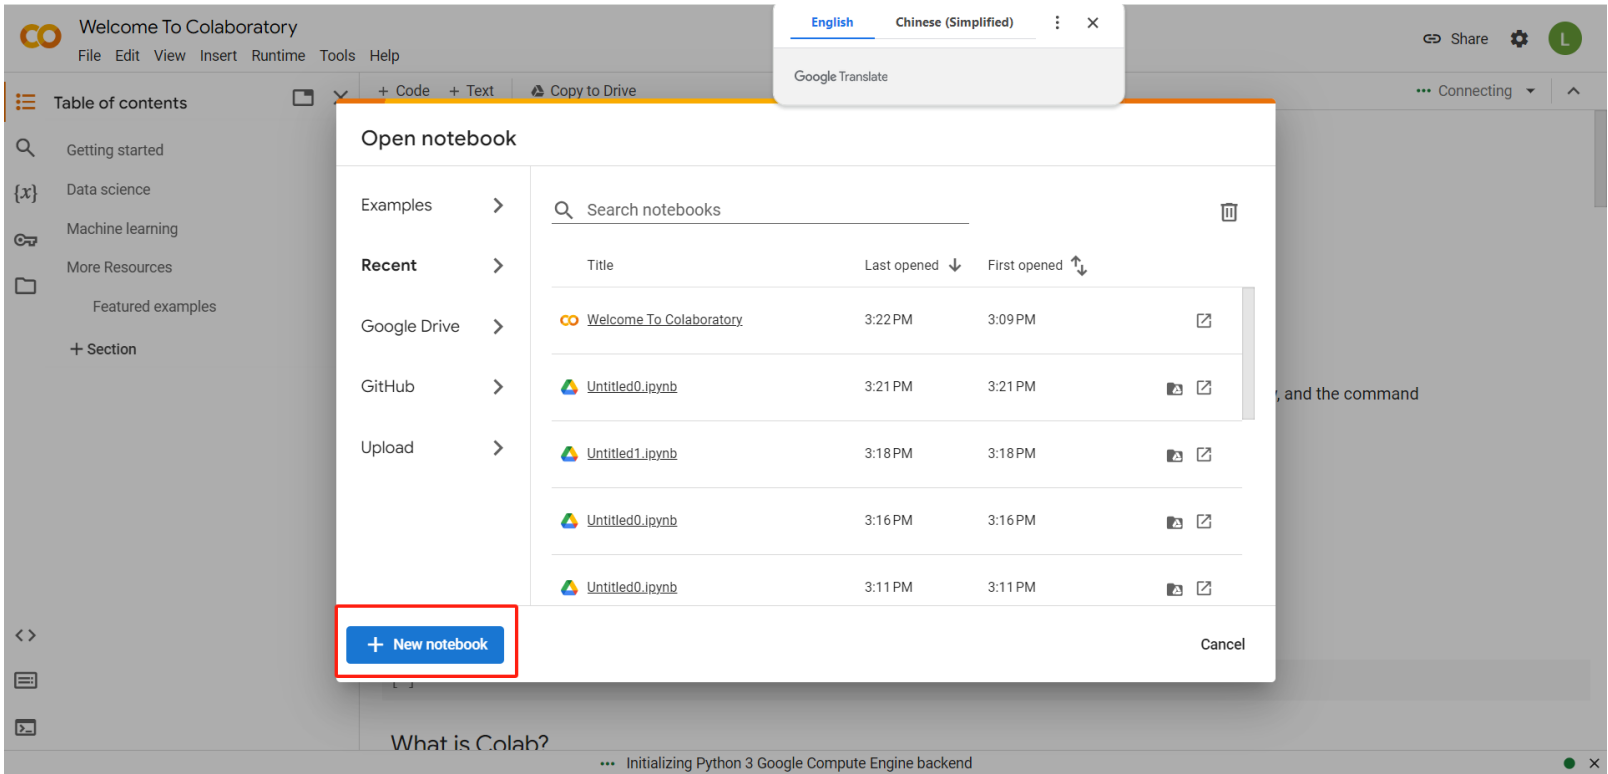 Welcome To Colaboratory
File Edit View Insert Runtime Tools Help
English Chinese (Simplified)
Google Translate
Share
L
Table of contents
+ Code + Text Copy to Drive
Connecting
Getting started
Data science
Machine learning
More Resources
Featured examples
+ Section
Open notebook
Examples
Recent
Google Drive
GitHub
Upload
Search notebooks
Title Last opened First opened
Welcome To Colaboratory 3:22 PM 3:09 PM
Untitled0.ipynb 3:21 PM 3:21 PM
Untitled1.ipynb 3:18 PM 3:18 PM
Untitled0.ipynb 3:16 PM 3:16 PM
Untitled0.ipynb 3:11 PM 3:11 PM
, and the command
+ New notebook
Cancel
[ ]
What is Colab?
Initializing Python 3 Google Compute Engine backend